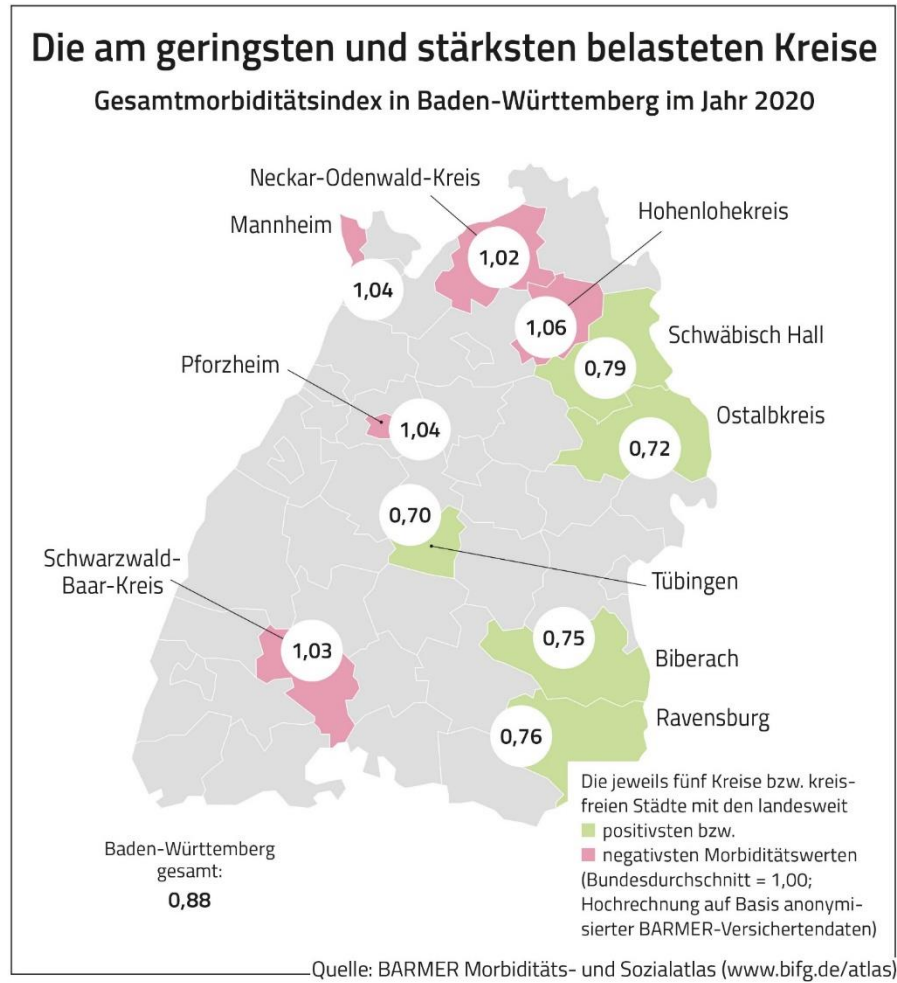 Die am geringsten und stärksten belasteten Kreise
Gesamtmorbiditätsindex in Baden-Württemberg im Jahr 2020
Neckar-Odenwald-Kreis
Mannheim
Hohenlohekreis
1,02
1,04
1,06
Schwäbisch Hall
0,79
Pforzheim
1,04
Ostalbkreis
0,72
0,70
Schwarzwald-
Baar-Kreis
Tübingen
1,03
0,75
Biberach
Ravensburg
0,76
Die jeweils fünf Kreise bzw. kreis-
freien Städte mit den landesweit
positivsten bzw.
negativsten Morbiditätswerten
(Bundesdurchschnitt = 1,00;
Hochrechnung auf Basis anonymi-
sierter BARMER-Versichertendaten)
Baden-Württemberg
gesamt:
0,88
Quelle: BARMER Morbiditäts- und Sozialatlas (www.bifg.de/atlas)